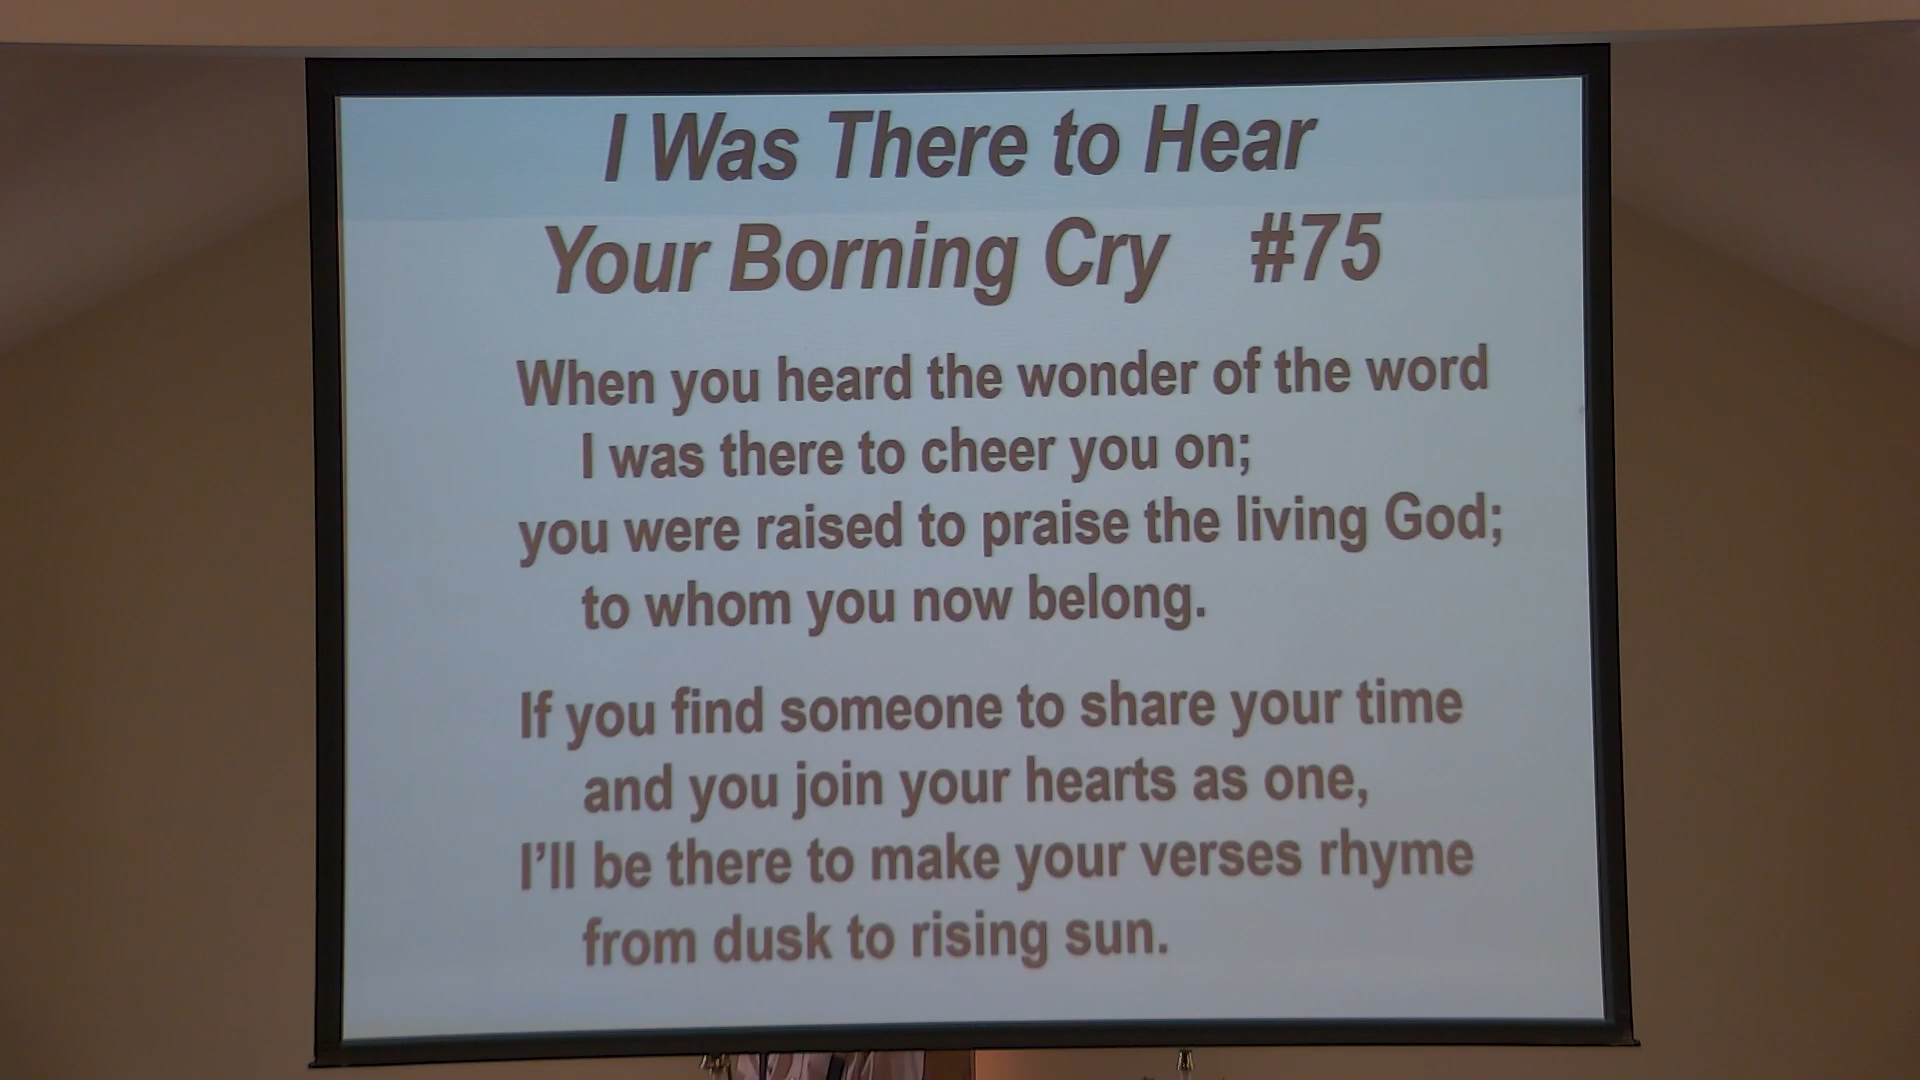 I Was There to Hear
Your Borning Cry #75
When you heard the wonder of the word
I was there to cheer you on;
you were raised to praise the living God;
to whom you now belong.
If you find someone to share your time
and you join your hearts as one,
I’ll be there to make your verses rhyme
from dusk to rising sun.